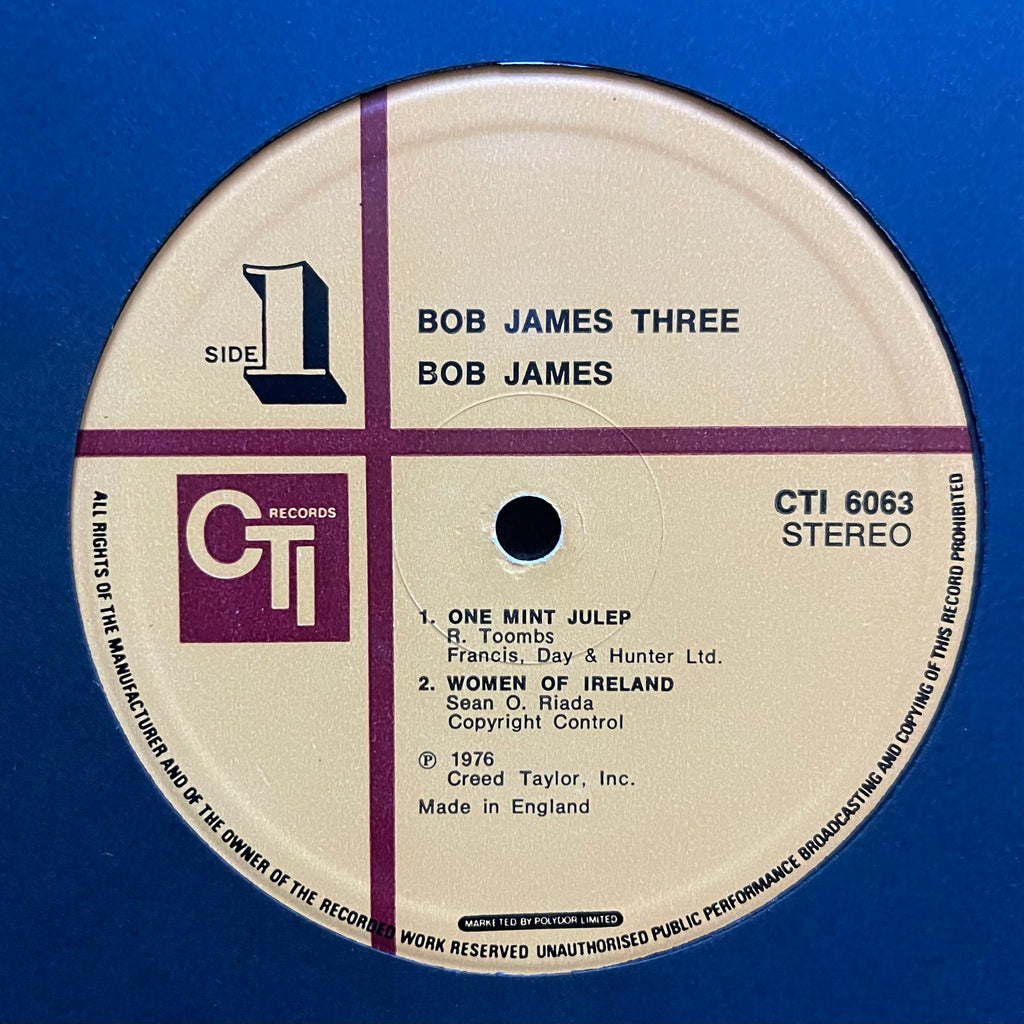 SIDE 1
BOB JAMES THREE
BOB JAMES
CTI RECORDS
CTI 6063
STEREO
1. ONE MINT JULEP
R. Toombs
Francis, Day & Hunter Ltd.
2. WOMEN OF IRELAND
Sean O. Riada
Copyright Control
℗ 1976
Creed Taylor, Inc.
Made in England
MARKETED BY POLYDOR LIMITED
ALL RIGHTS OF THE MANUFACTURER AND OF THE OWNER OF THE RECORDED WORK RESERVED UNAUTHORISED PUBLIC PERFORMANCE BROADCASTING AND COPYING OF THIS RECORD PROHIBITED